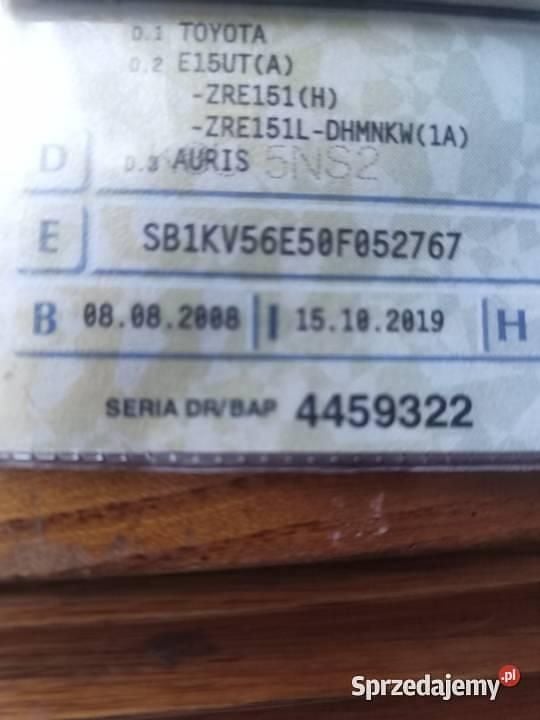 D.1 TOYOTA
D.2 E15UT(A)
-ZRE151(H)
-ZRE151L-DHMNKW(1A)
D D.3 AURIS 5NS2
E SB1KV56E50F052767
B 08.08.2008 I 15.10.2019 H
SERIA DR/BAP 4459322
Sprzedajemy.pl